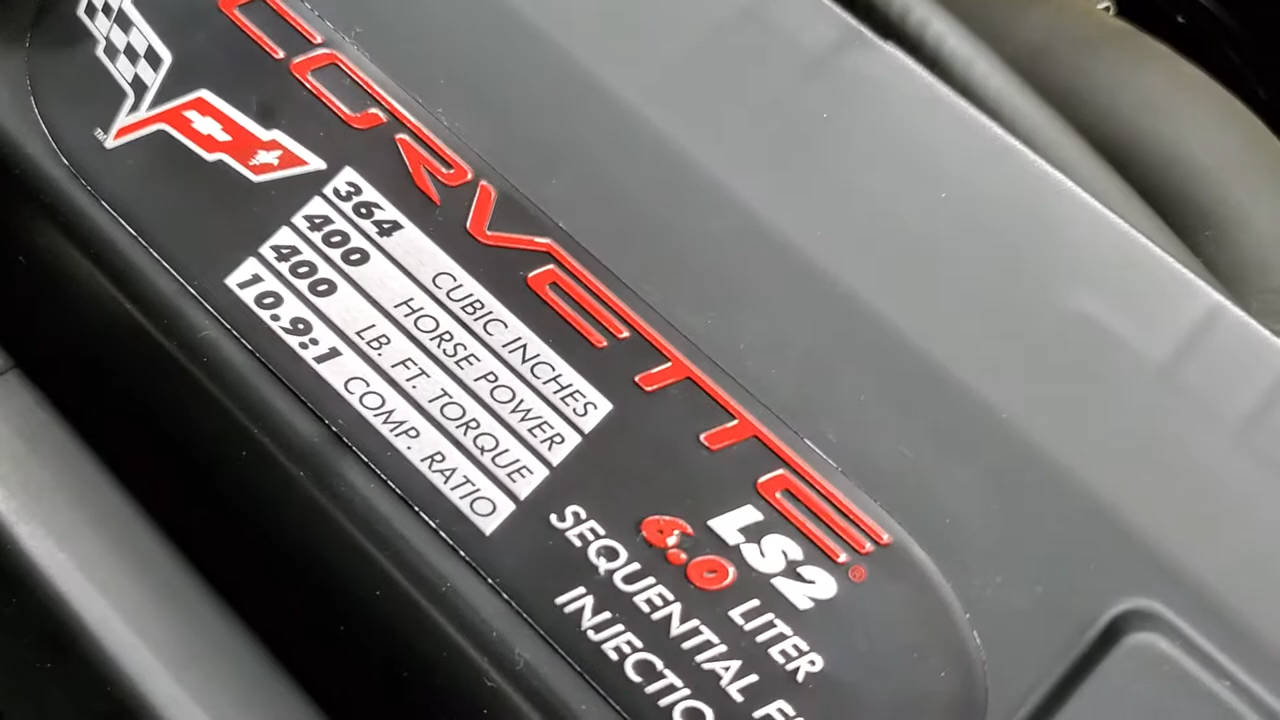 CORVETTE®
TM
364 CUBIC INCHES
400 HORSE POWER
400 LB. FT. TORQUE
10.9:1 COMP. RATIO
LS2
6.0 LITER
SEQUENTIAL